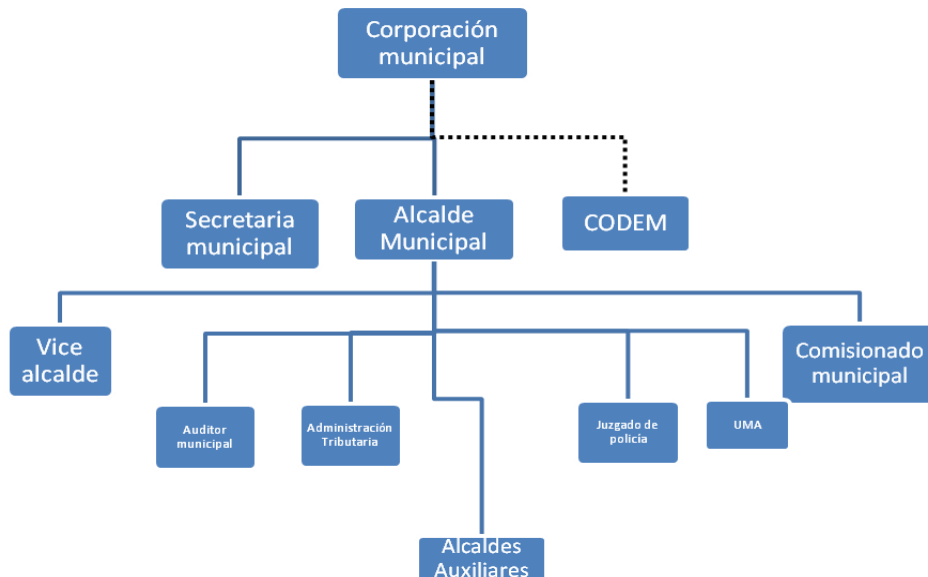 Corporación
municipal
Secretaria
municipal
Alcalde
Municipal
CODEM
Vice
alcalde
Comisionado
municipal
Auditor
municipal
Administración
Tributaria
Juzgado de
policía
UMA
Alcaldes
Auxiliares